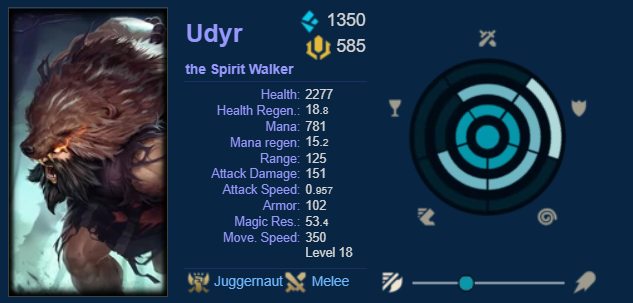 Udyr
1350
585
the Spirit Walker
Health: 2277
Health Regen.: 18.8
Mana: 781
Mana regen: 15.2
Range: 125
Attack Damage: 151
Attack Speed: 0.957
Armor: 102
Magic Res.: 53.4
Move. Speed: 350
Level 18
Juggernaut Melee